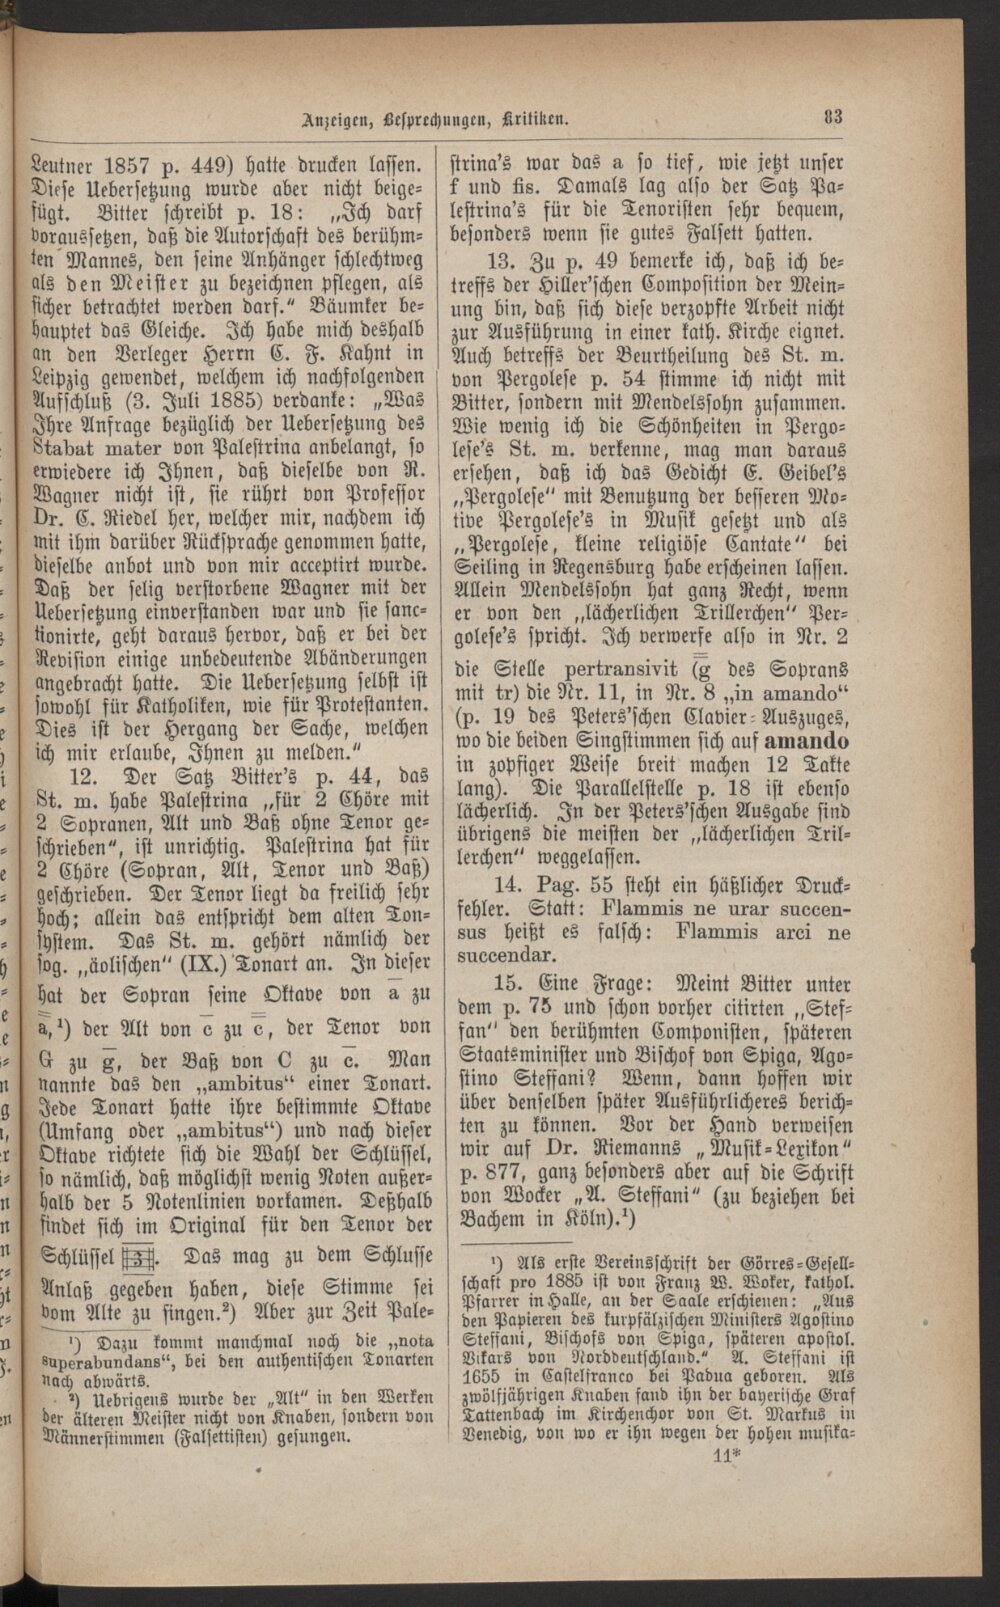 Anzeigen, Besprechungen, Kritiken. 83
Leutner 1857 p. 449) hatte drucken lassen.
Diese Uebersetzung wurde aber nicht beige=
fügt. Bitter schreibt p. 18: „Ich darf
voraussetzen, daß die Autorschaft des berühm=
ten Mannes, den seine Anhänger schlechtweg
als den Meister zu bezeichnen pflegen, als
sicher betrachtet werden darf.“ Bäumker be=
hauptet das Gleiche. Ich habe mich deshalb
an den Verleger Herrn C. F. Kahnt in
Leipzig gewendet, welchem ich nachfolgenden
Aufschluß (3. Juli 1885) verdanke: „Was
Ihre Anfrage bezüglich der Uebersetzung des
Stabat mater von Palestrina anbelangt, so
erwiedere ich Ihnen, daß dieselbe von R.
Wagner nicht ist, sie rührt von Professor
Dr. C. Riedel her, welcher mir, nachdem ich
mit ihm darüber Rücksprache genommen hatte,
dieselbe anbot und von mir acceptirt wurde.
Daß der selig verstorbene Wagner mit der
Uebersetzung einverstanden war und sie sanc=
tionirte, geht daraus hervor, daß er bei der
Revision einige unbedeutende Abänderungen
angebracht hatte. Die Uebersetzung selbst ist
sowohl für Katholiken, wie für Protestanten.
Dies ist der Hergang der Sache, welchen
ich mir erlaube, Ihnen zu melden.“
12. Der Satz Bitter's p. 44, das
St. m. habe Palestrina „für 2 Chöre mit
2 Sopranen, Alt und Baß ohne Tenor ge=
schrieben“, ist unrichtig. Palestrina hat für
2 Chöre (Sopran, Alt, Tenor und Baß)
geschrieben. Der Tenor liegt da freilich sehr
hoch; allein das entspricht dem alten Ton=
system. Das St. m. gehört nämlich der
sog. „äolischen“ (IX.) Tonart an. In dieser
hat der Sopran seine Oktave von a̅ zu
a̿,¹) der Alt von c̅ zu c̿, der Tenor von
G zu g̅, der Baß von C zu c̅. Man
nannte das den „ambitus“ einer Tonart.
Jede Tonart hatte ihre bestimmte Oktave
(Umfang oder „ambitus“) und nach dieser
Oktave richtete sich die Wahl der Schlüssel,
so nämlich, daß möglichst wenig Noten außer=
halb der 5 Notenlinien vorkamen. Deßhalb
findet sich im Original für den Tenor der
Schlüssel . Das mag zu dem Schlusse
Anlaß gegeben haben, diese Stimme sei
vom Alte zu singen.²) Aber zur Zeit Pale=
¹) Dazu kommt manchmal noch die „nota
superabundans“, bei den authentischen Tonarten
nach abwärts.
²) Uebrigens wurde der „Alt“ in den Werken
der älteren Meister nicht von Knaben, sondern von
Männerstimmen (Falsettisten) gesungen.
strina's war das a so tief, wie jetzt unser
f und fis. Damals lag also der Satz Pa=
lestrina's für die Tenoristen sehr bequem,
besonders wenn sie gutes Falsett hatten.
13. Zu p. 49 bemerke ich, daß ich be=
treffs der Hiller'schen Composition der Mein=
ung bin, daß sich diese verzopfte Arbeit nicht
zur Ausführung in einer kath. Kirche eignet.
Auch betreffs der Beurtheilung des St. m.
von Pergolese p. 54 stimme ich nicht mit
Bitter, sondern mit Mendelssohn zusammen.
Wie wenig ich die Schönheiten in Pergo=
lese's St. m. verkenne, mag man daraus
ersehen, daß ich das Gedicht E. Geibel's
„Pergolese“ mit Benutzung der besseren Mo=
tive Pergolese's in Musik gesetzt und als
„Pergolese, kleine religiöse Cantate“ bei
Seiling in Regensburg habe erscheinen lassen.
Allein Mendelssohn hat ganz Recht, wenn
er von den „lächerlichen Trillerchen“ Per=
golese's spricht. Ich verwerfe also in Nr. 2
die Stelle pertransivit (g̿ des Soprans
mit tr) die Nr. 11, in Nr. 8 „in amando“
(p. 19 des Peters'schen Clavier=Auszuges,
wo die beiden Singstimmen sich auf amando
in zopfiger Weise breit machen 12 Takte
lang). Die Parallelstelle p. 18 ist ebenso
lächerlich. In der Peters'schen Ausgabe sind
übrigens die meisten der „lächerlichen Tril=
lerchen“ weggelassen.
14. Pag. 55 steht ein häßlicher Druck=
fehler. Statt: Flammis ne urar succen-
sus heißt es falsch: Flammis arci ne
succendar.
15. Eine Frage: Meint Bitter unter
dem p. 75 und schon vorher citirten „Stef=
fan“ den berühmten Componisten, späteren
Staatsminister und Bischof von Spiga, Ago=
stino Steffani? Wenn, dann hoffen wir
über denselben später Ausführlicheres berich=
ten zu können. Vor der Hand verweisen
wir auf Dr. Riemanns „Musik=Lexikon“
p. 877, ganz besonders aber auf die Schrift
von Wocker „A. Steffani“ (zu beziehen bei
Bachem in Köln).¹)
¹) Als erste Vereinsschrift der Görres=Gesell=
schaft pro 1885 ist von Franz W. Woker, kathol.
Pfarrer in Halle, an der Saale erschienen: „Aus
den Papieren des kurpfälzischen Ministers Agostino
Steffani, Bischofs von Spiga, späteren apostol.
Vikars von Norddeutschland.“ A. Steffani ist
1655 in Castelfranco bei Padua geboren. Als
zwölfjährigen Knaben fand ihn der bayerische Graf
Tattenbach im Kirchenchor von St. Markus in
Venedig, von wo er ihn wegen der hohen musika=
11*